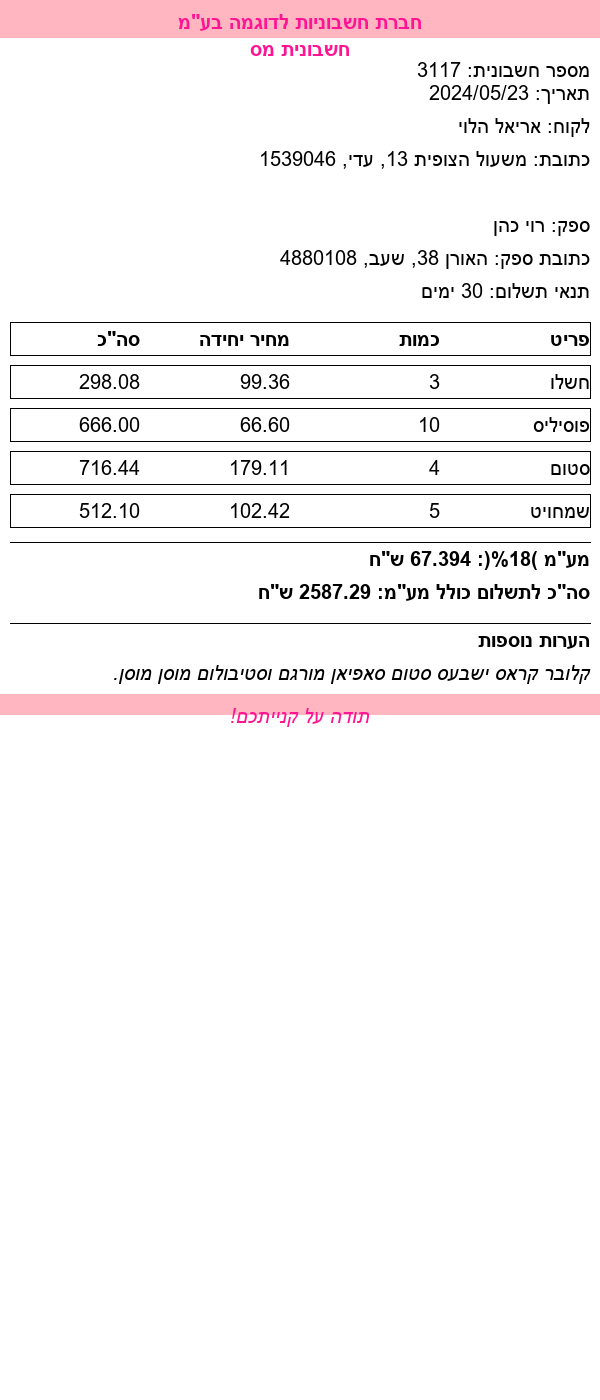 חברת חשבוניות לדוגמה בע"מ
חשבונית מס
מספר חשבונית: 3117
תאריך: 2024/05/23
לקוח: אריאל הלוי
כתובת: משעול הצופית 13, עדי, 1539046
ספק: רוי כהן
כתובת ספק: האורן 38, שעב, 4880108
תנאי תשלום: 30 ימים
פריט כמות מחיר יחידה סה"כ
חשלו 3 99.36 298.08
פוסיליס 10 66.60 666.00
סטום 4 179.11 716.44
שמחויט 5 102.42 512.10
מע"מ )18%(: 67.394 ש"ח
סה"כ לתשלום כולל מע"מ: 2587.29 ש"ח
הערות נוספות
קלובר קראס ישבעס סטום סאפיאן מורגם וסטיבולום מוסן מוסן.
תודה על קנייתכם!